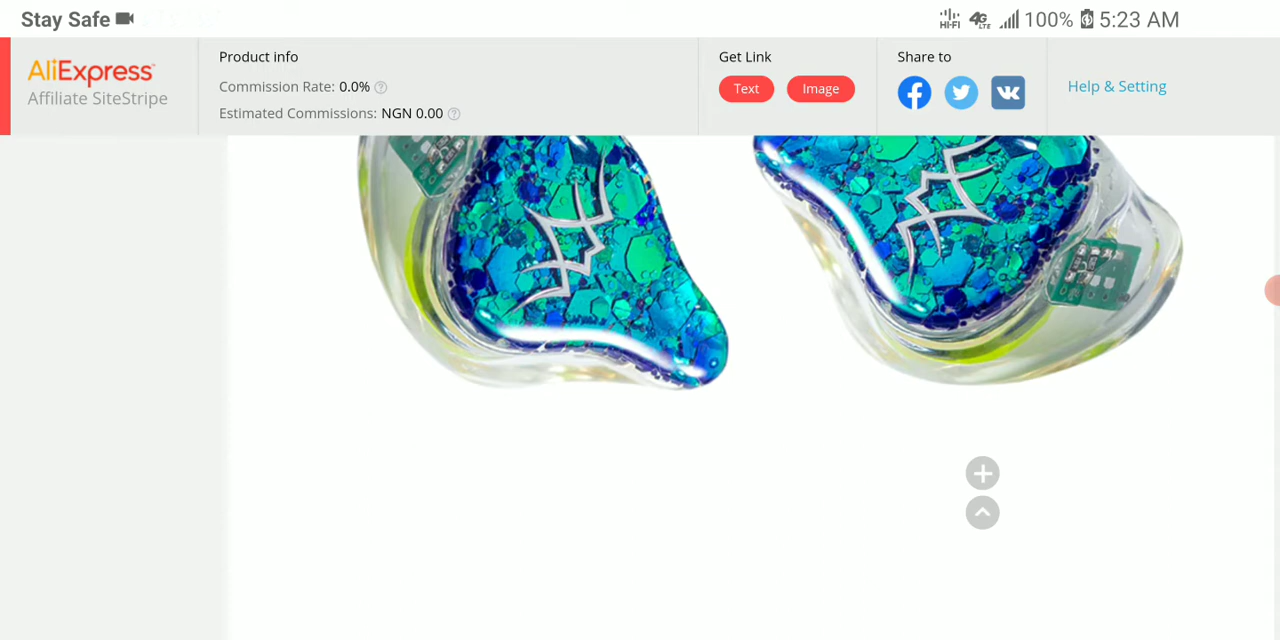 Stay Safe
HI-FI 4G LTE 100% 5:23 AM
AliExpress
Affiliate SiteStripe
Product info
Commission Rate: 0.0% ?
Estimated Commissions: NGN 0.00 ?
Get Link
Text Image
Share to
Help & Setting